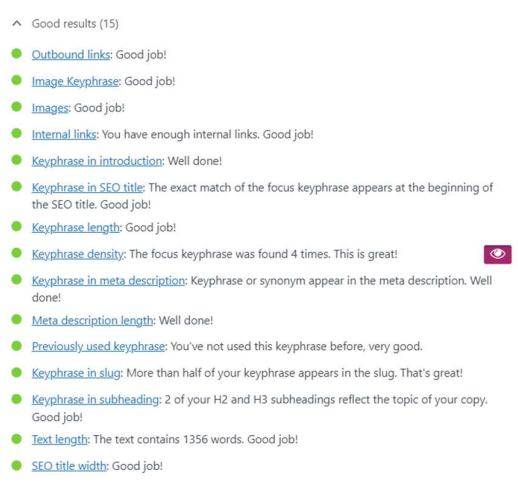 Good results (15)
Outbound links: Good job!
Image Keyphrase: Good job!
Images: Good job!
Internal links: You have enough internal links. Good job!
Keyphrase in introduction: Well done!
Keyphrase in SEO title: The exact match of the focus keyphrase appears at the beginning of
the SEO title. Good job!
Keyphrase length: Good job!
Keyphrase density: The focus keyphrase was found 4 times. This is great!
Keyphrase in meta description: Keyphrase or synonym appear in the meta description. Well
done!
Meta description length: Well done!
Previously used keyphrase: You've not used this keyphrase before, very good.
Keyphrase in slug: More than half of your keyphrase appears in the slug. That's great!
Keyphrase in subheading: 2 of your H2 and H3 subheadings reflect the topic of your copy.
Good job!
Text length: The text contains 1356 words. Good job!
SEO title width: Good job!